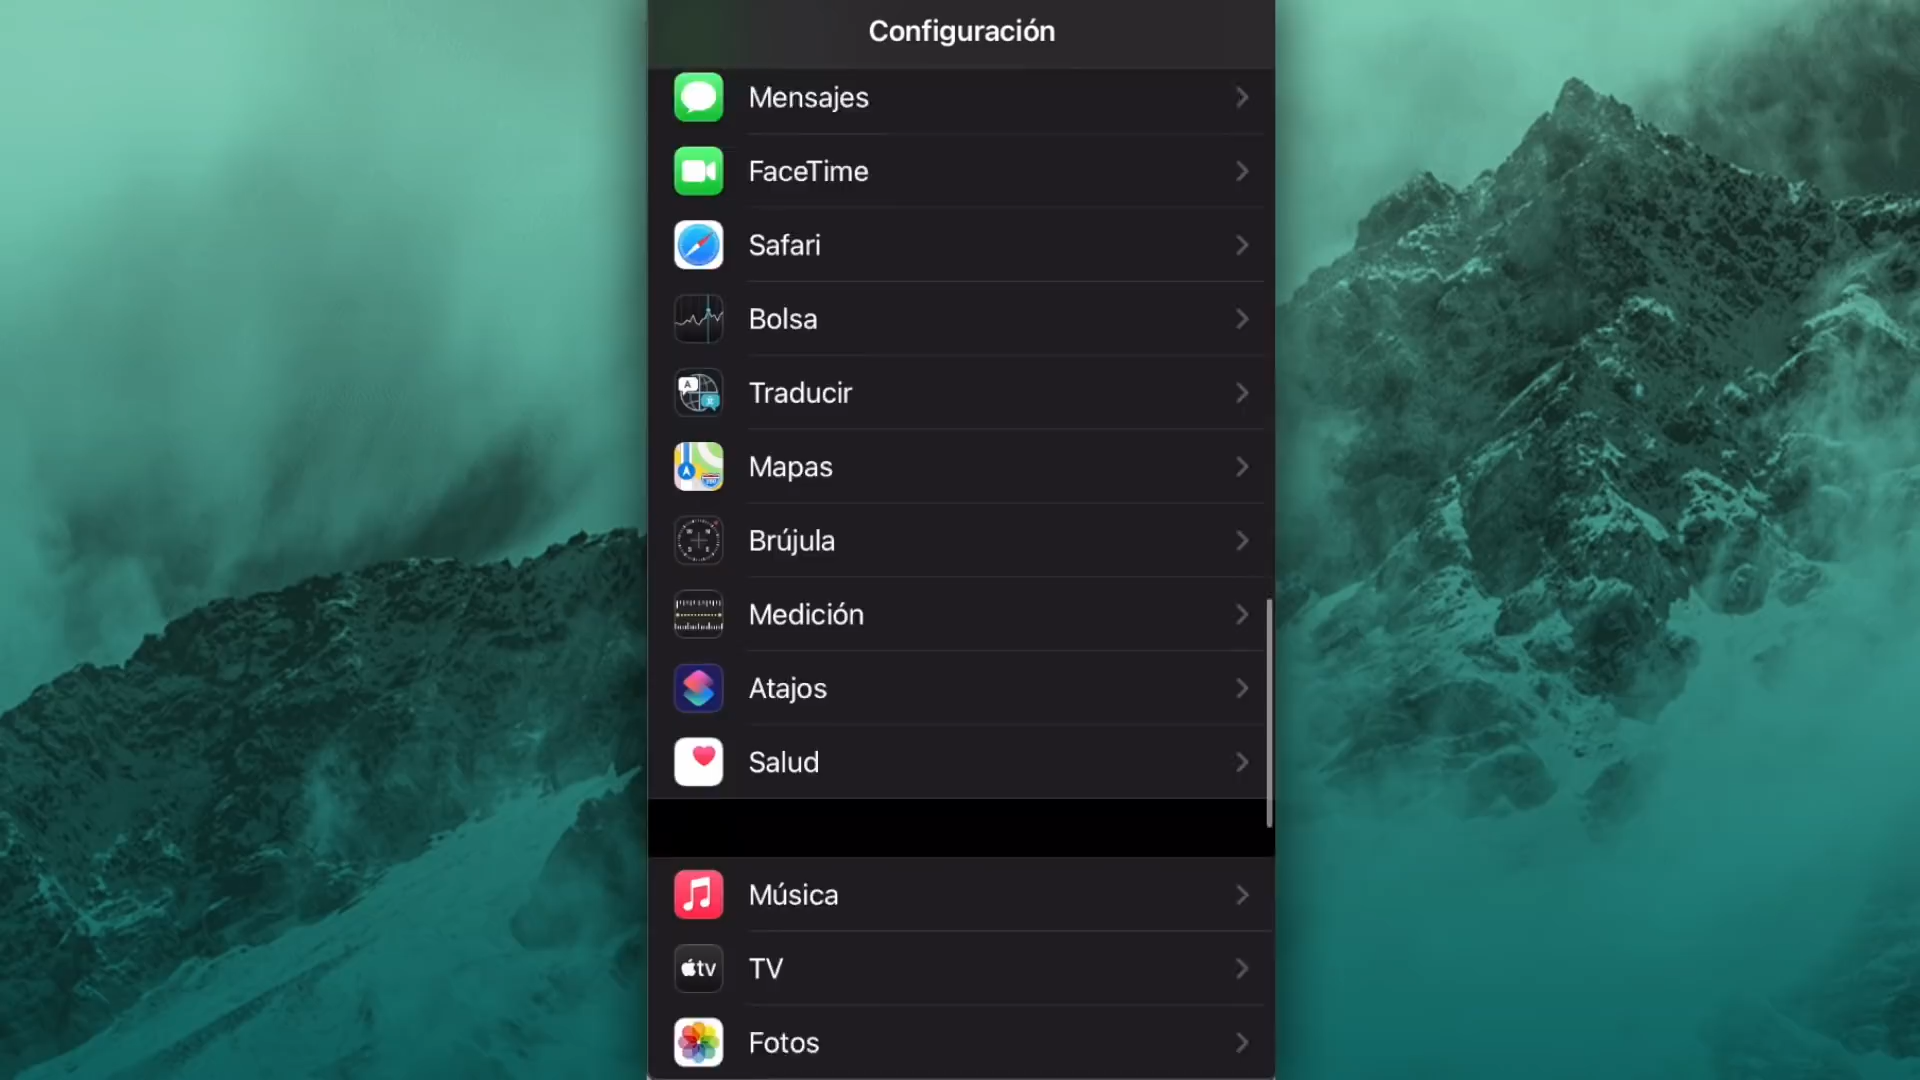 Configuración
Mensajes
FaceTime
Safari
Bolsa
Traducir
Mapas
Brújula
Medición
Atajos
Salud
Música
tv TV
Fotos